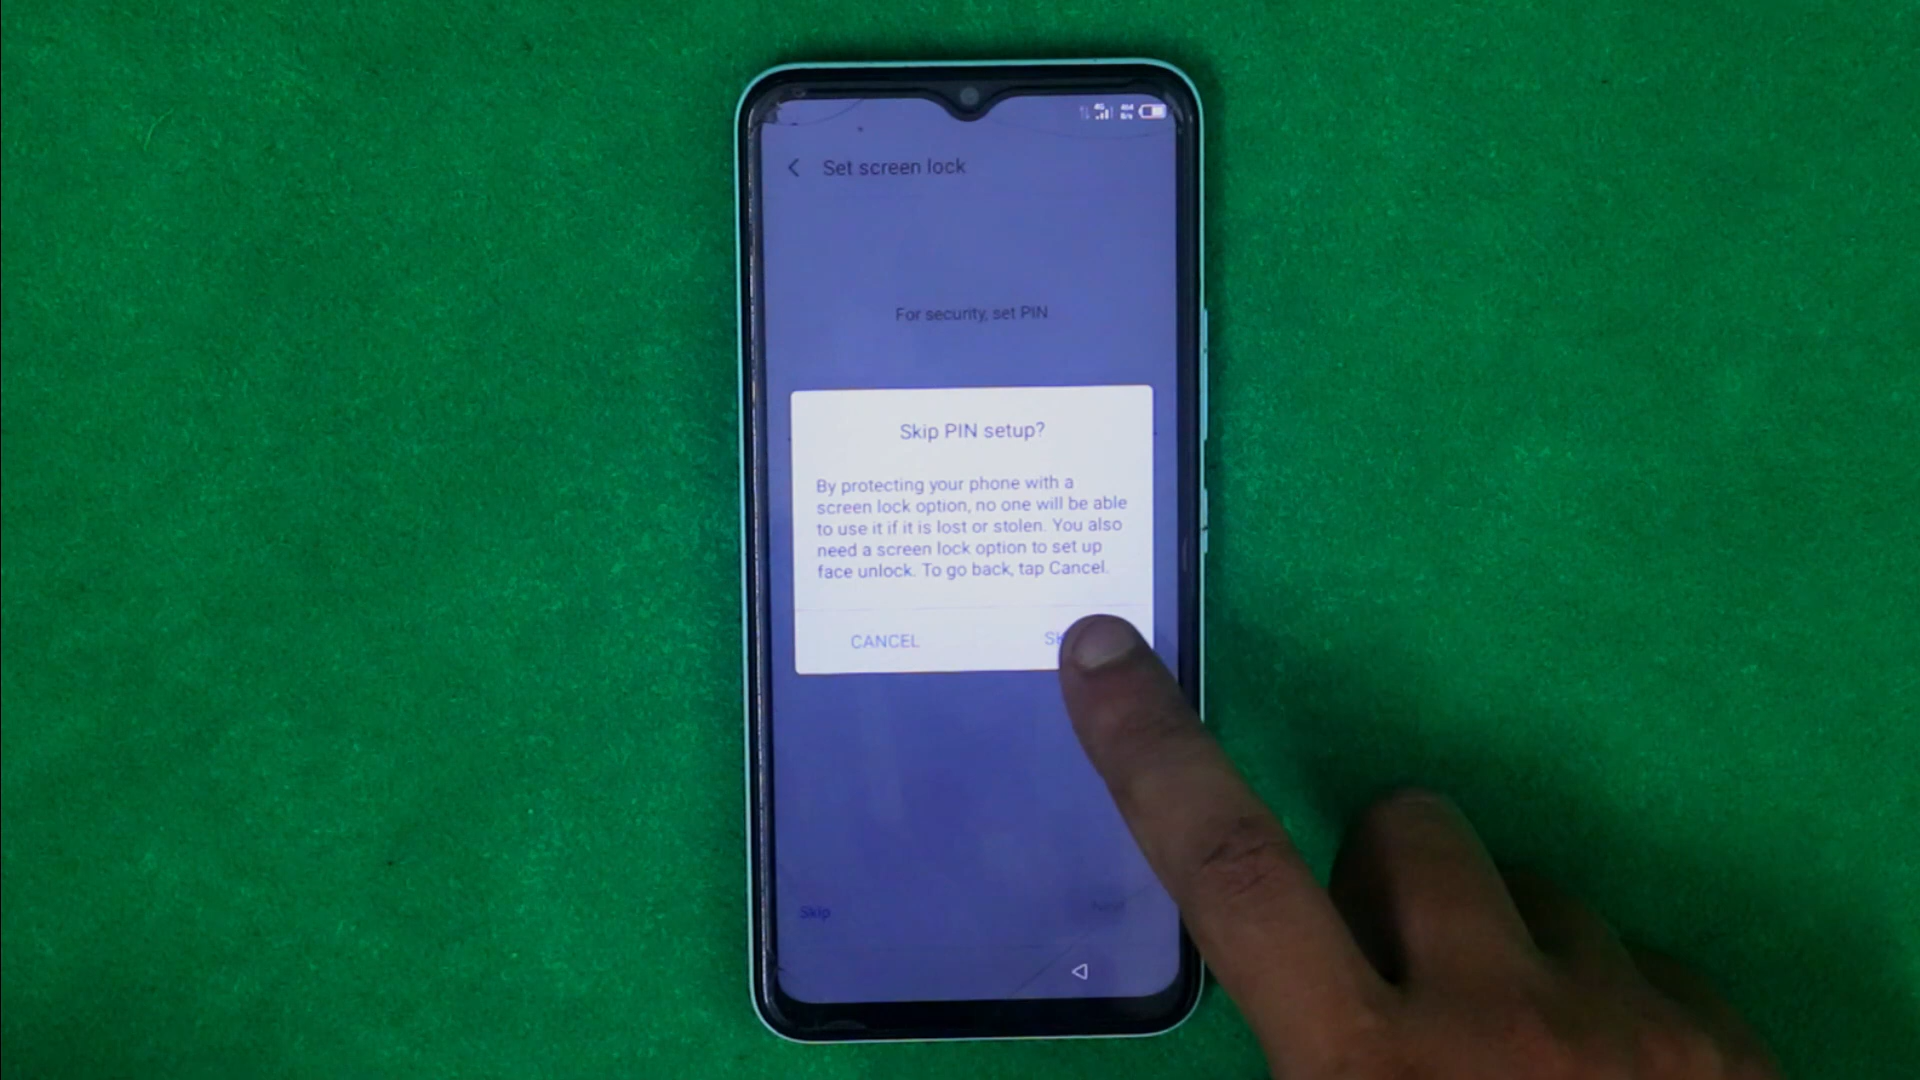 4G
Set screen lock
For security, set PIN
Skip PIN setup?
By protecting your phone with a
screen lock option, no one will be able
to use it if it is lost or stolen. You also
need a screen lock option to set up
face unlock. To go back, tap Cancel.
CANCEL
Skip
Next